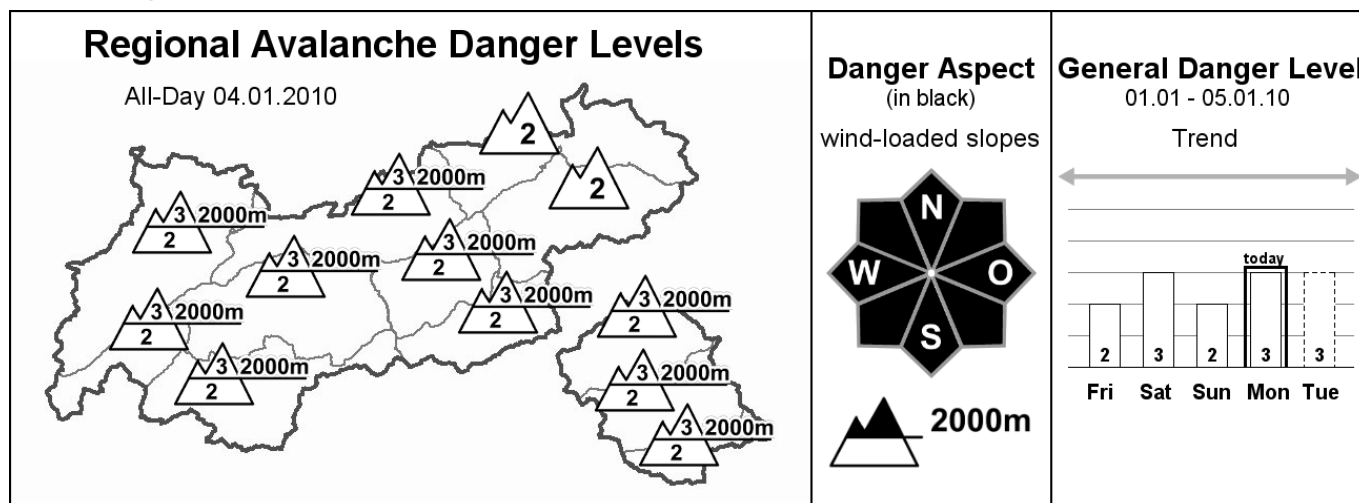 Regional Avalanche Danger Levels
All-Day 04.01.2010
2
2
3 2000m
2
3 2000m
2
3 2000m
2
3 2000m
2
3 2000m
2
3 2000m
2
3 2000m
2
3 2000m
2
3 2000m
2
3 2000m
2
Danger Aspect
(in black)
wind-loaded slopes
N
W O
S
2000m
General Danger Level
01.01 - 05.01.10
Trend
today
2 3 2 3 3
Fri Sat Sun Mon Tue